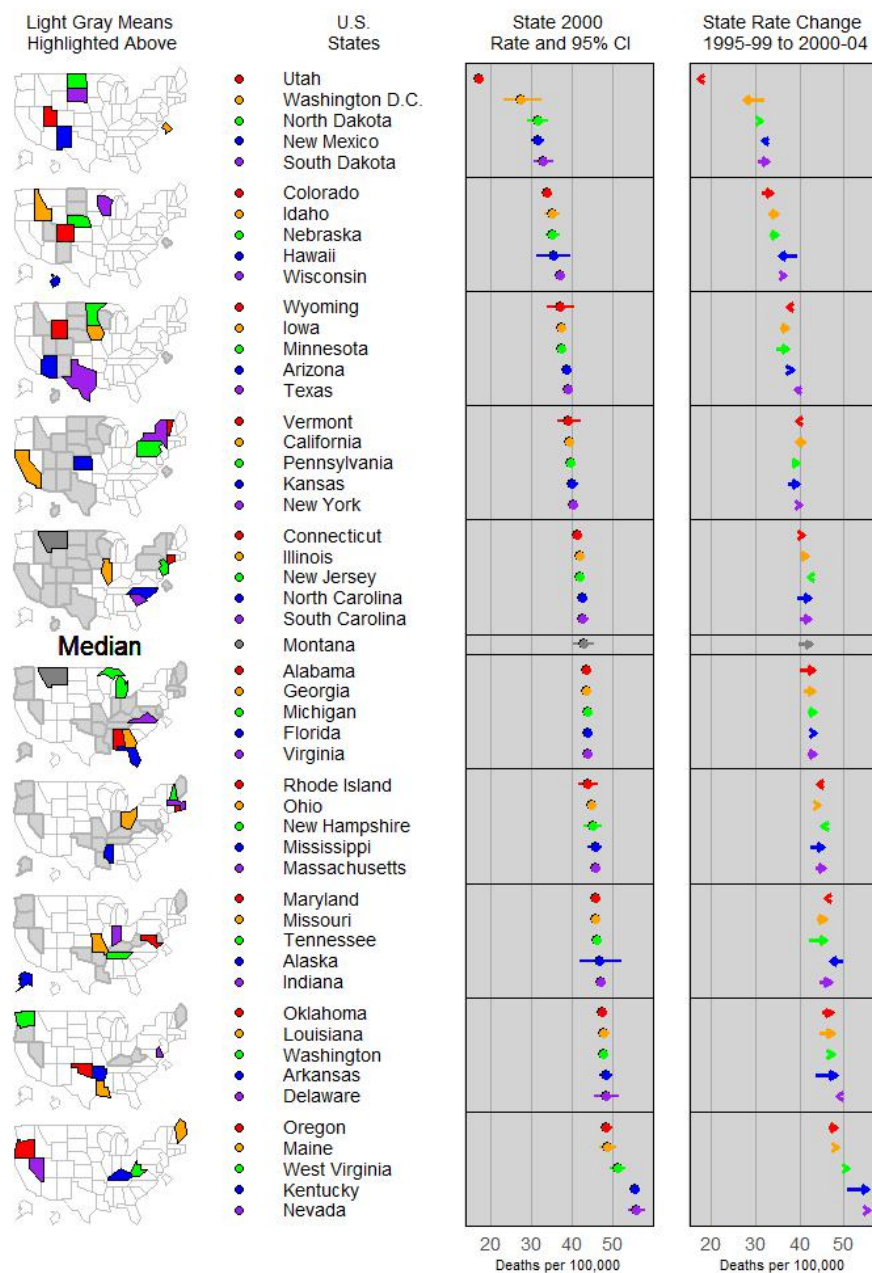 Light Gray Means
Highlighted Above
U.S.
States
State 2000
Rate and 95% CI
State Rate Change
1995-99 to 2000-04
Utah
Washington D.C.
North Dakota
New Mexico
South Dakota
Colorado
Idaho
Nebraska
Hawaii
Wisconsin
Wyoming
Iowa
Minnesota
Arizona
Texas
Vermont
California
Pennsylvania
Kansas
New York
Connecticut
Illinois
New Jersey
North Carolina
South Carolina
Median
Montana
Alabama
Georgia
Michigan
Florida
Virginia
Rhode Island
Ohio
New Hampshire
Mississippi
Massachusetts
Maryland
Missouri
Tennessee
Alaska
Indiana
Oklahoma
Louisiana
Washington
Arkansas
Delaware
Oregon
Maine
West Virginia
Kentucky
Nevada
20 30 40 50
Deaths per 100,000
20 30 40 50
Deaths per 100,000